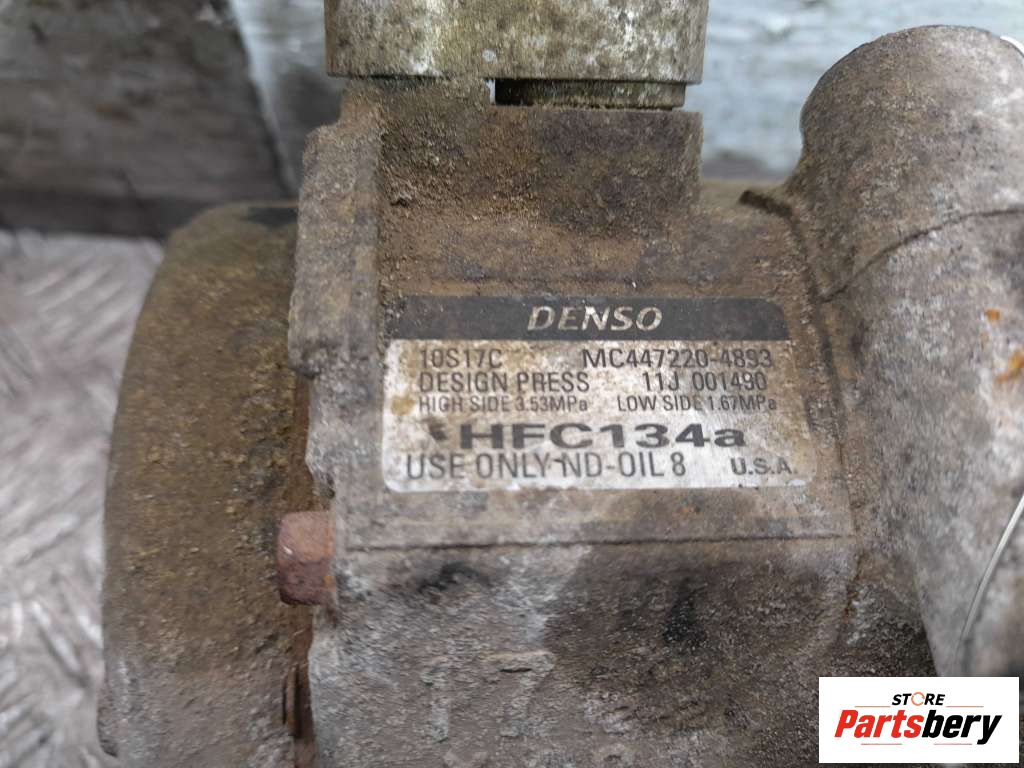 DENSO
10S17C MC447220-4893
DESIGN PRESS 11J 001490
HIGH SIDE 3.53MPa LOW SIDE 1.67MPa
HFC134a
USE ONLY ND-OIL 8 U.S.A.
17
STORE
Partsbery